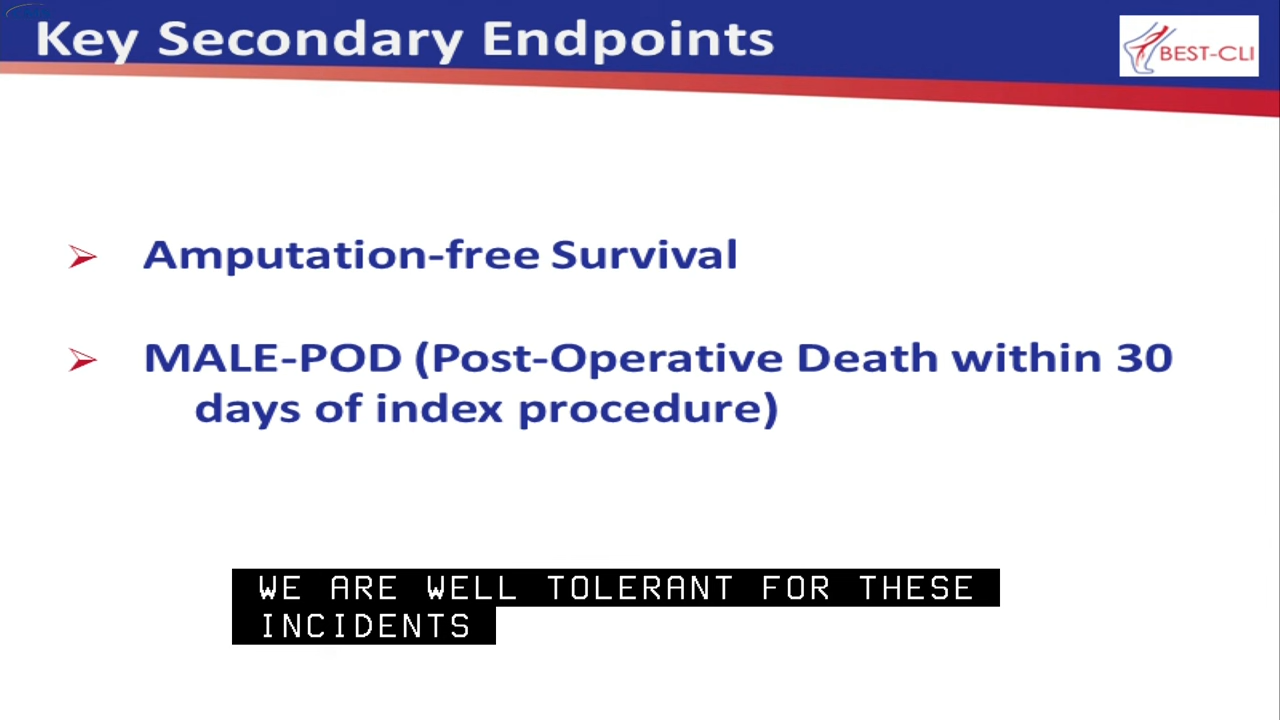 Key Secondary Endpoints
BEST-CLI
Amputation-free Survival
MALE-POD (Post-Operative Death within 30
days of index procedure)
WE ARE WELL TOLERANT FOR THESE
INCIDENTS